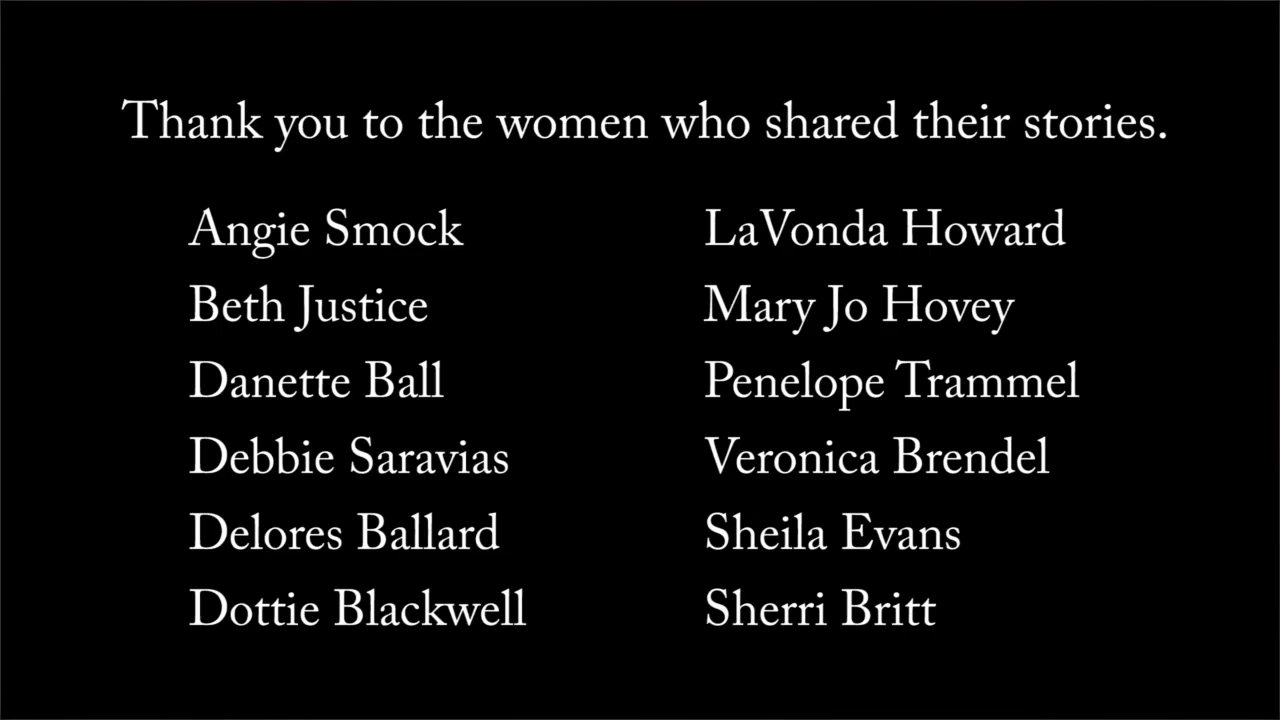 Thank you to the women who shared their stories.
Angie Smock
Beth Justice
Danette Ball
Debbie Saravias
Delores Ballard
Dottie Blackwell
LaVonda Howard
Mary Jo Hovey
Penelope Trammel
Veronica Brendel
Sheila Evans
Sherri Britt